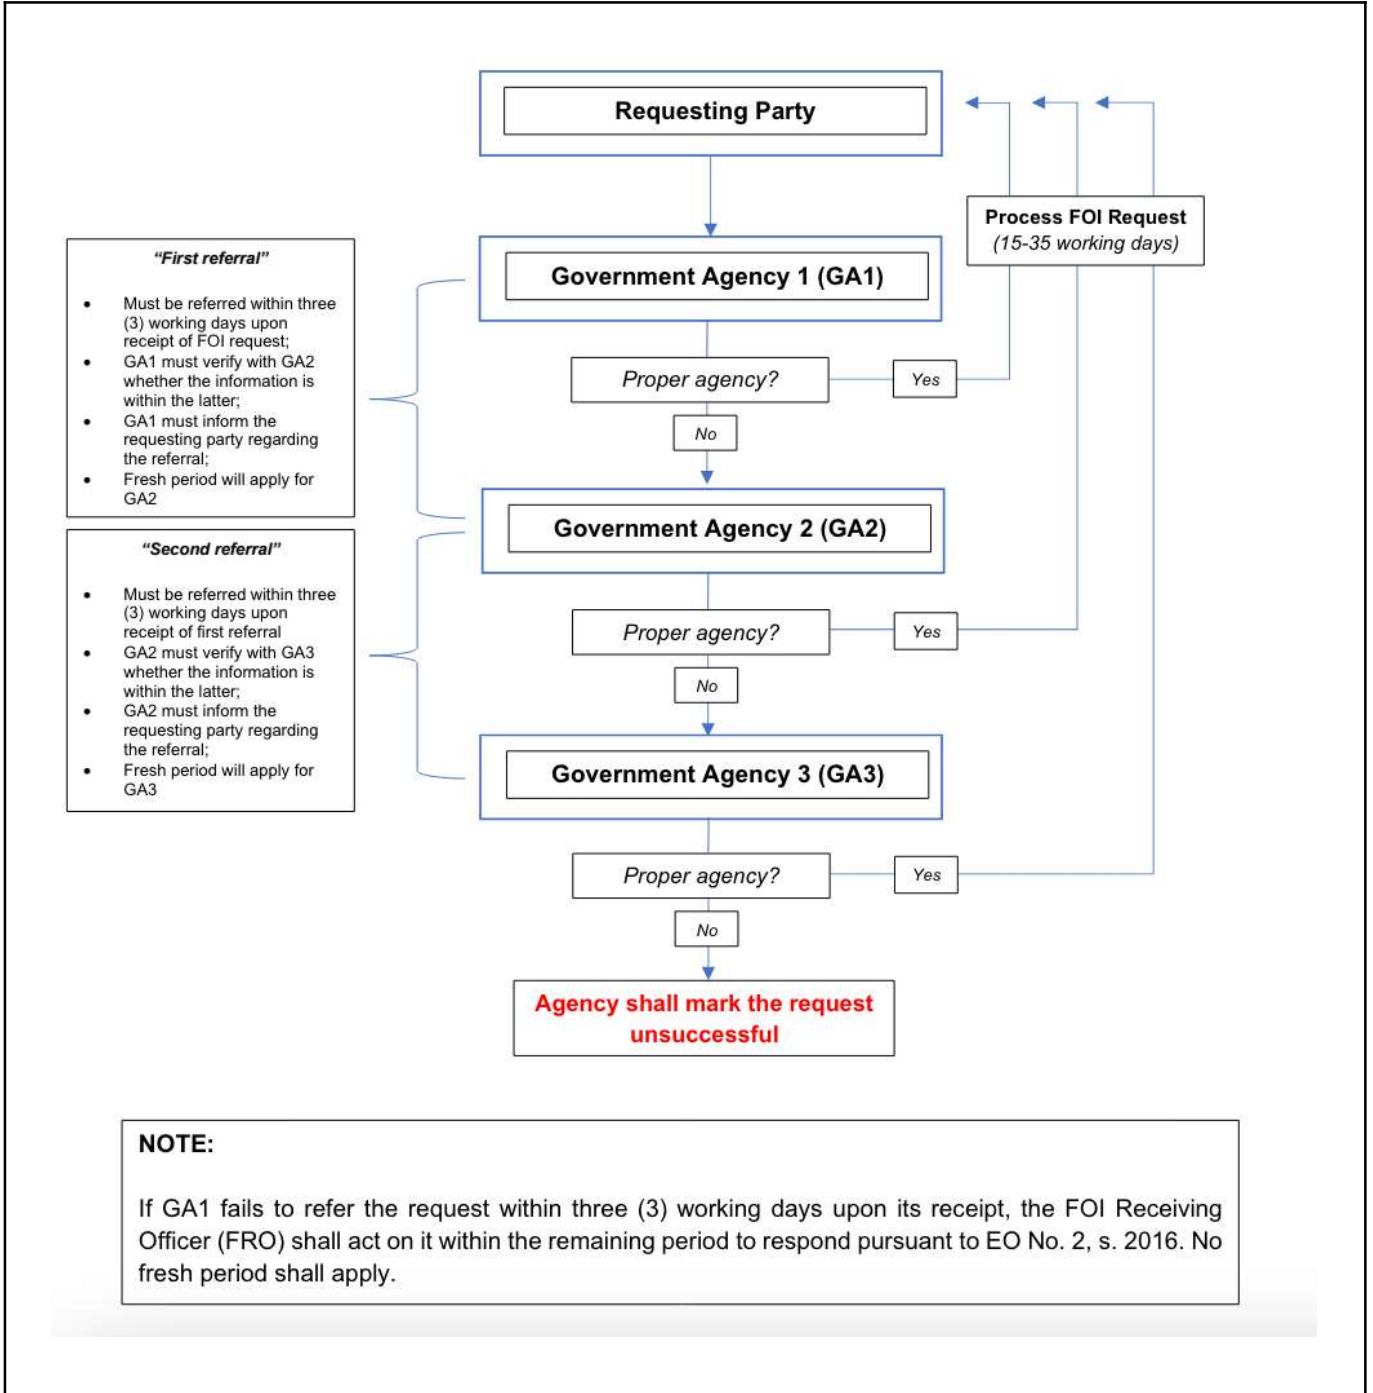 Requesting Party
Process FOI Request
(15-35 working days)
Government Agency 1 (GA1)
“First referral”
• Must be referred within three
(3) working days upon
receipt of FOI request;
• GA1 must verify with GA2
whether the information is
within the latter;
• GA1 must inform the
requesting party regarding
the referral;
• Fresh period will apply for
GA2
Proper agency?
Yes
No
Government Agency 2 (GA2)
“Second referral”
• Must be referred within three
(3) working days upon
receipt of first referral
• GA2 must verify with GA3
whether the information is
within the latter;
• GA2 must inform the
requesting party regarding
the referral;
• Fresh period will apply for
GA3
Proper agency?
Yes
No
Government Agency 3 (GA3)
Proper agency?
Yes
No
Agency shall mark the request
unsuccessful
NOTE:
If GA1 fails to refer the request within three (3) working days upon its receipt, the FOI Receiving
Officer (FRO) shall act on it within the remaining period to respond pursuant to EO No. 2, s. 2016. No
fresh period shall apply.